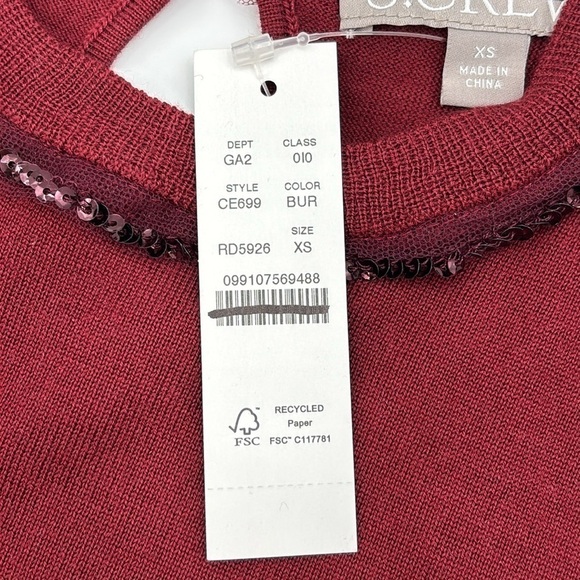 J.CREW
XS
MADE IN
CHINA
DEPT CLASS
GA2 010
STYLE COLOR
CE699 BUR
SIZE
RD5926 XS
099107569488
FSC
RECYCLED
Paper
FSC™ C117781